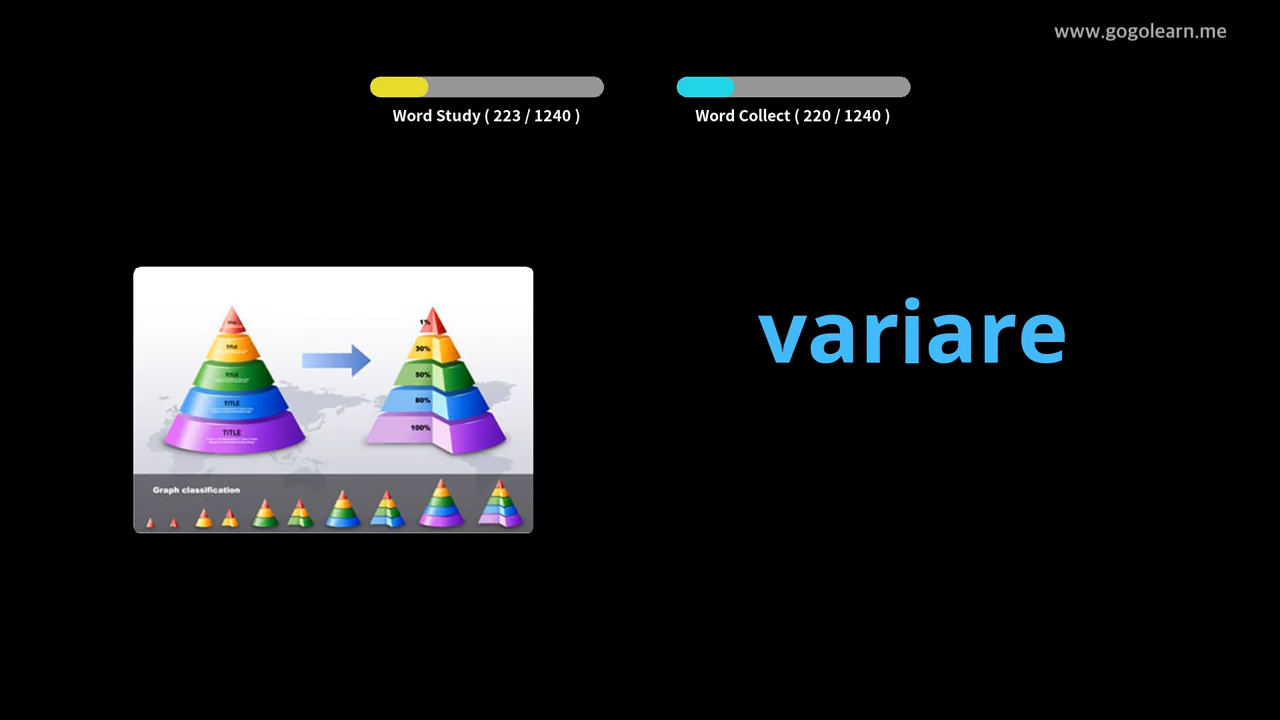 www.gogolearn.me
Word Study ( 223 / 1240 )
Word Collect ( 220 / 1240 )
variare
1%
30%
TITLE
50%
TITLE
80%
TITLE
100%
TITLE
Graph classification